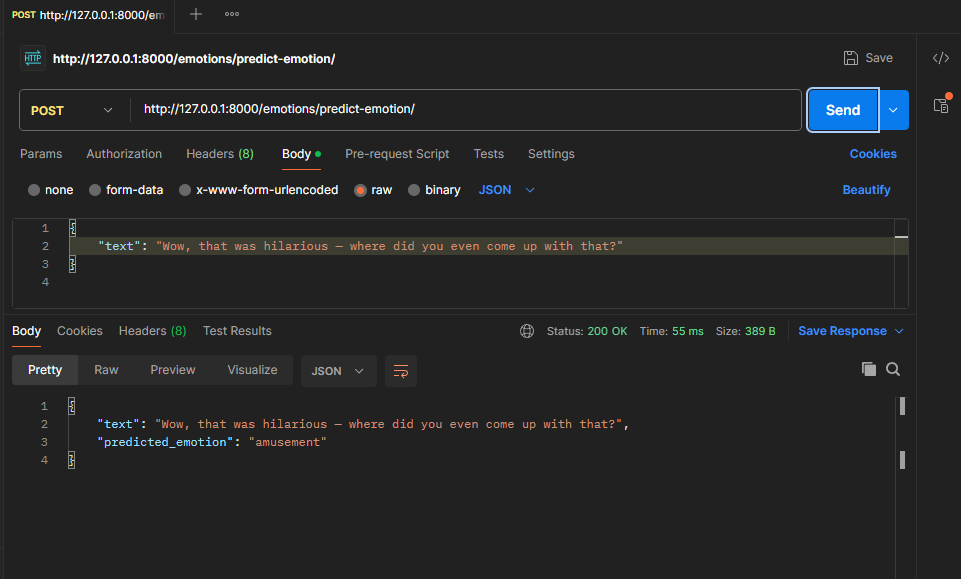 POST http://127.0.0.1:8000/em
HTTP http://127.0.0.1:8000/emotions/predict-emotion/ Save </>
POST http://127.0.0.1:8000/emotions/predict-emotion/ Send
Params Authorization Headers (8) Body Pre-request Script Tests Settings Cookies
none form-data x-www-form-urlencoded raw binary JSON Beautify
1 {
2 "text": "Wow, that was hilarious — where did you even come up with that?"
3 }
4
Body Cookies Headers (8) Test Results Status: 200 OK Time: 55 ms Size: 389 B Save Response
Pretty Raw Preview Visualize JSON
1 {
2 "text": "Wow, that was hilarious — where did you even come up with that?",
3 "predicted_emotion": "amusement"
4 }